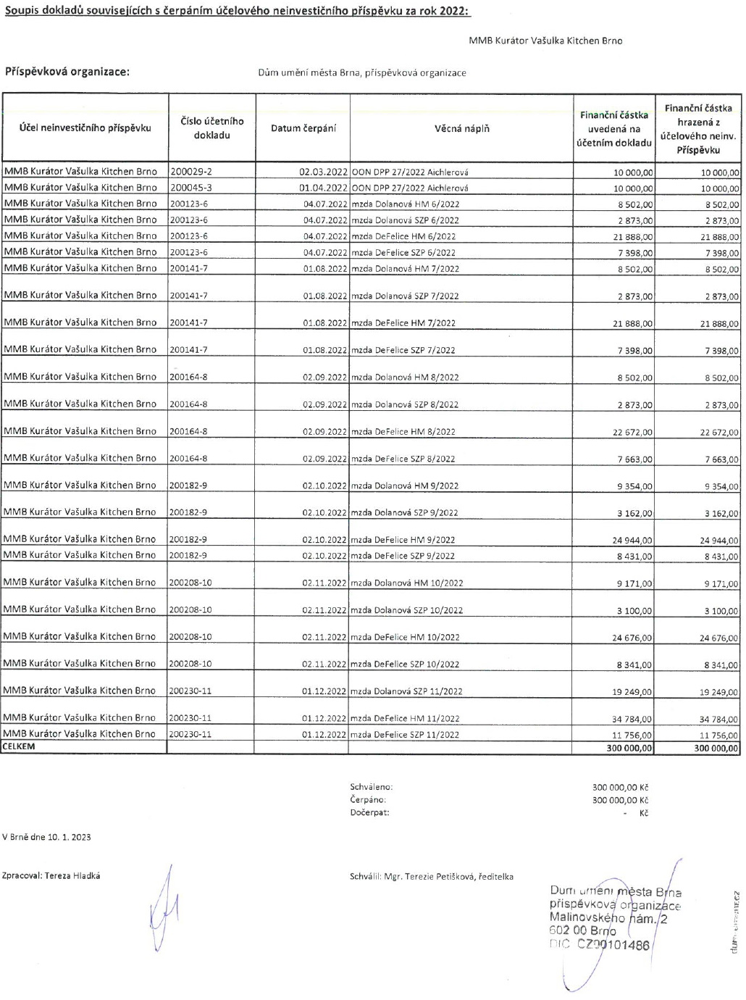 Soupis dokladů souvisejících s čerpáním účelového neinvestičního příspěvku za rok 2022:
MMB Kurátor Vašulka Kitchen Brno
Příspěvková organizace: Dům umění města Brna, příspěvková organizace
Účel neinvestičního příspěvku Číslo účetního dokladu Datum čerpání Věcná náplň Finanční částka uvedená na účetním dokladu Finanční částka hrazená z účelového neinv. Příspěvku
MMB Kurátor Vašulka Kitchen Brno 200029-2 02.03.2022 OON DPP 27/2022 Aichlerová 10 000,00 10 000,00
MMB Kurátor Vašulka Kitchen Brno 200045-3 01.04.2022 OON DPP 27/2022 Aichlerová 10 000,00 10 000,00
MMB Kurátor Vašulka Kitchen Brno 200123-6 04.07.2022 mzda Dolanová HM 6/2022 8 502,00 8 502,00
MMB Kurátor Vašulka Kitchen Brno 200123-6 04.07.2022 mzda Dolanová SZP 6/2022 2 873,00 2 873,00
MMB Kurátor Vašulka Kitchen Brno 200123-6 04.07.2022 mzda DeFelice HM 6/2022 21 888,00 21 888,00
MMB Kurátor Vašulka Kitchen Brno 200123-6 04.07.2022 mzda DeFelice SZP 6/2022 7 398,00 7 398,00
MMB Kurátor Vašulka Kitchen Brno 200141-7 01.08.2022 mzda Dolanová HM 7/2022 8 502,00 8 502,00
MMB Kurátor Vašulka Kitchen Brno 200141-7 01.08.2022 mzda Dolanová SZP 7/2022 2 873,00 2 873,00
MMB Kurátor Vašulka Kitchen Brno 200141-7 01.08.2022 mzda DeFelice HM 7/2022 21 888,00 21 888,00
MMB Kurátor Vašulka Kitchen Brno 200141-7 01.08.2022 mzda DeFelice SZP 7/2022 7 398,00 7 398,00
MMB Kurátor Vašulka Kitchen Brno 200164-8 02.09.2022 mzda Dolanová HM 8/2022 8 502,00 8 502,00
MMB Kurátor Vašulka Kitchen Brno 200164-8 02.09.2022 mzda Dolanová SZP 8/2022 2 873,00 2 873,00
MMB Kurátor Vašulka Kitchen Brno 200164-8 02.09.2022 mzda DeFelice HM 8/2022 22 672,00 22 672,00
MMB Kurátor Vašulka Kitchen Brno 200164-8 02.09.2022 mzda DeFelice SZP 8/2022 7 663,00 7 663,00
MMB Kurátor Vašulka Kitchen Brno 200182-9 02.10.2022 mzda Dolanová HM 9/2022 9 354,00 9 354,00
MMB Kurátor Vašulka Kitchen Brno 200182-9 02.10.2022 mzda Dolanová SZP 9/2022 3 162,00 3 162,00
MMB Kurátor Vašulka Kitchen Brno 200182-9 02.10.2022 mzda DeFelice HM 9/2022 24 944,00 24 944,00
MMB Kurátor Vašulka Kitchen Brno 200182-9 02.10.2022 mzda DeFelice SZP 9/2022 8 431,00 8 431,00
MMB Kurátor Vašulka Kitchen Brno 200208-10 02.11.2022 mzda Dolanová HM 10/2022 9 171,00 9 171,00
MMB Kurátor Vašulka Kitchen Brno 200208-10 02.11.2022 mzda Dolanová SZP 10/2022 3 100,00 3 100,00
MMB Kurátor Vašulka Kitchen Brno 200208-10 02.11.2022 mzda DeFelice HM 10/2022 24 676,00 24 676,00
MMB Kurátor Vašulka Kitchen Brno 200208-10 02.11.2022 mzda DeFelice SZP 10/2022 8 341,00 8 341,00
MMB Kurátor Vašulka Kitchen Brno 200230-11 01.12.2022 mzda Dolanová SZP 11/2022 19 249,00 19 249,00
MMB Kurátor Vašulka Kitchen Brno 200230-11 01.12.2022 mzda DeFelice HM 11/2022 34 784,00 34 784,00
MMB Kurátor Vašulka Kitchen Brno 200230-11 01.12.2022 mzda DeFelice SZP 11/2022 11 756,00 11 756,00
CELKEM 300 000,00 300 000,00
Schváleno: 300 000,00 Kč
Čerpáno: 300 000,00 Kč
Dočerpat: - Kč
V Brně dne 10. 1. 2023
Zpracoval: Tereza Hladká Schválil: Mgr. Terezie Petišková, ředitelka
Dum umění města Brna
příspěvková organizace
Malinovského nám. 2
602 00 Brno
DIC CZ00101486